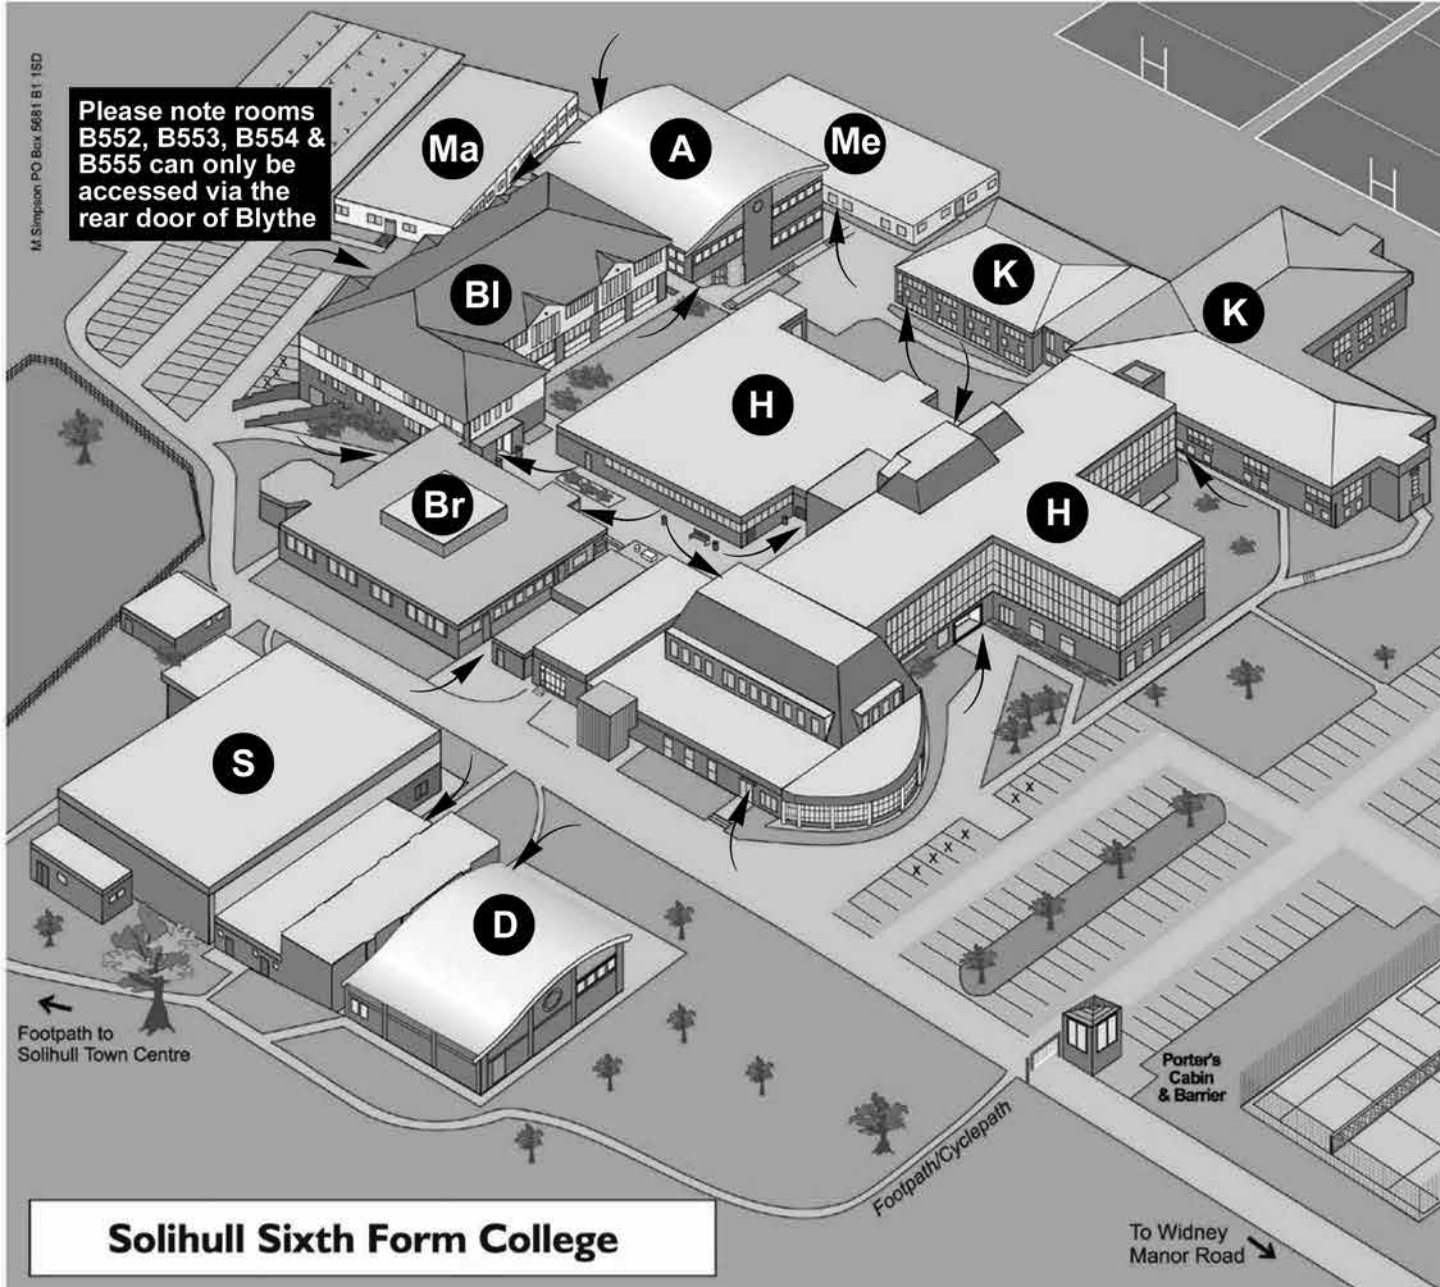 M.Simpson PO Box 5681 B1 1SD
Please note rooms
B552, B553, B554 &
B555 can only be
accessed via the
rear door of Blythe
Ma
A
Me
Bl
K
K
H
Br
H
S
D
Footpath to
Solihull Town Centre
Porter's
Cabin
& Barrier
Footpath/Cyclepath
To Widney
Manor Road
Solihull Sixth Form College